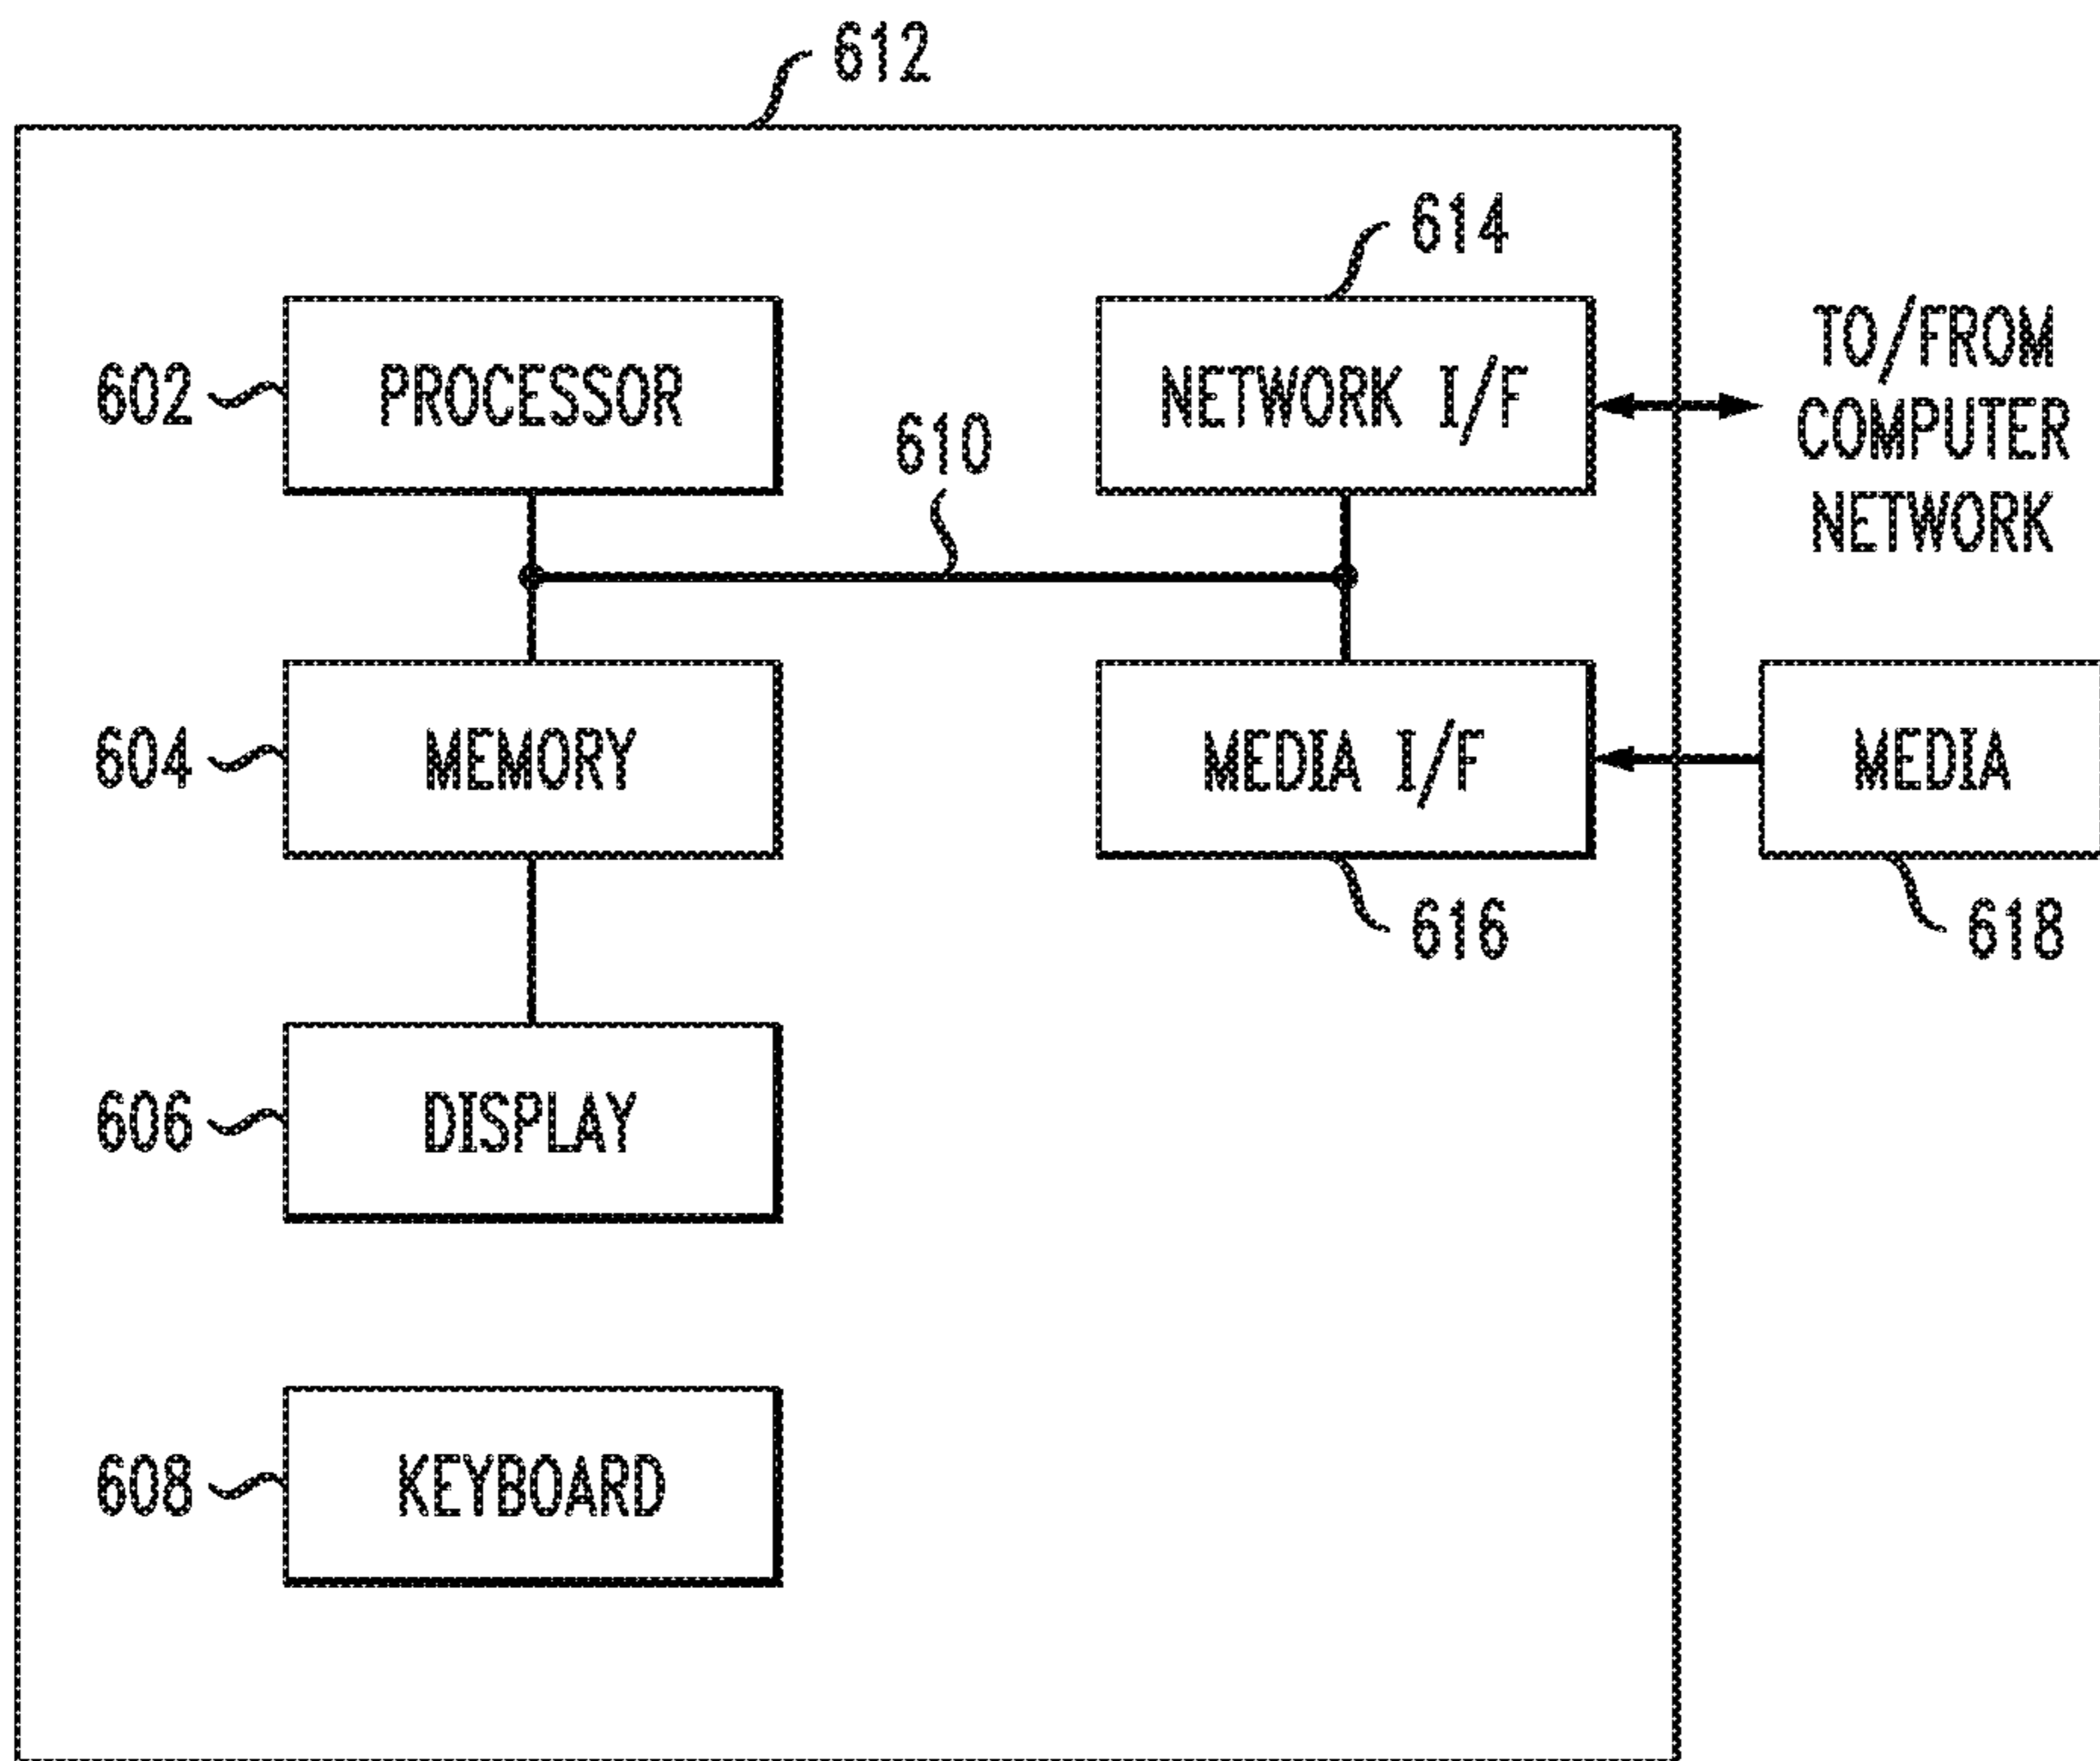 612
614
602
PROCESSOR
NETWORK I/F
TO/FROM
COMPUTER
NETWORK
610
604
MEMORY
MEDIA I/F
MEDIA
616
618
606
DISPLAY
608
KEYBOARD